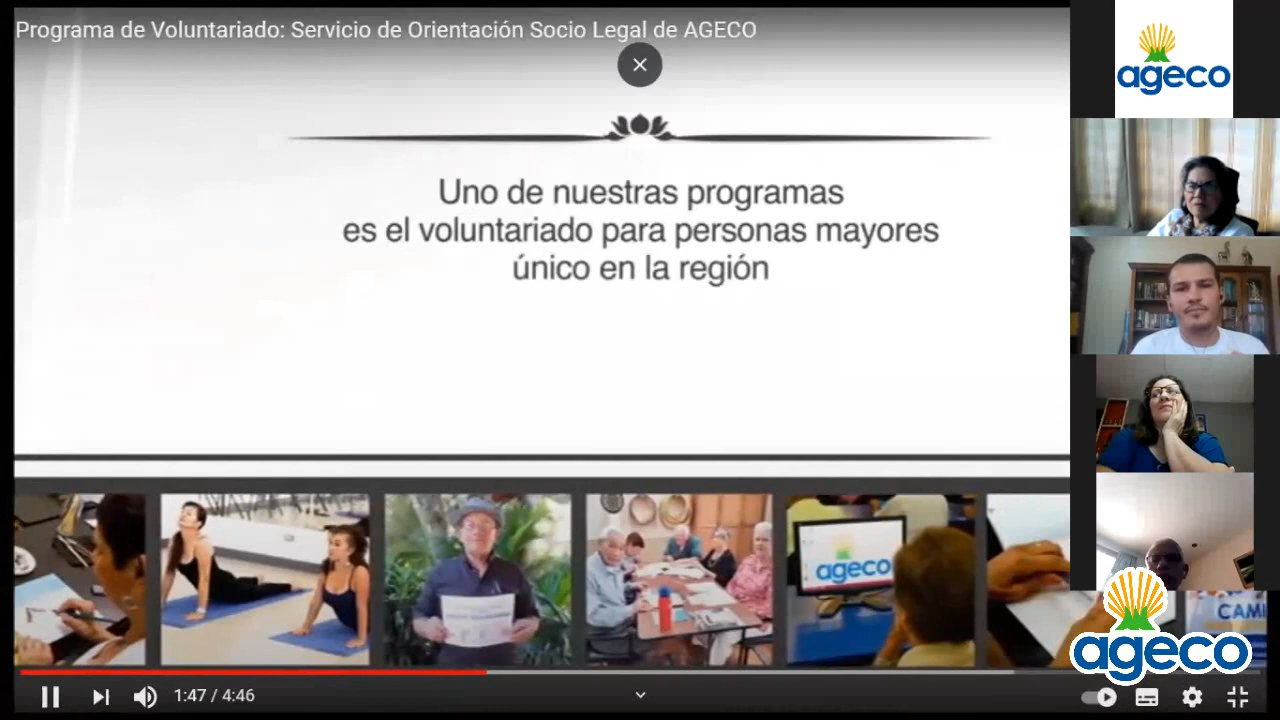 Programa de Voluntariado: Servicio de Orientación Socio Legal de AGECO
ageco
Uno de nuestras programas
es el voluntariado para personas mayores
único en la región
ageco
CAMI
ageco
1:47 / 4:46